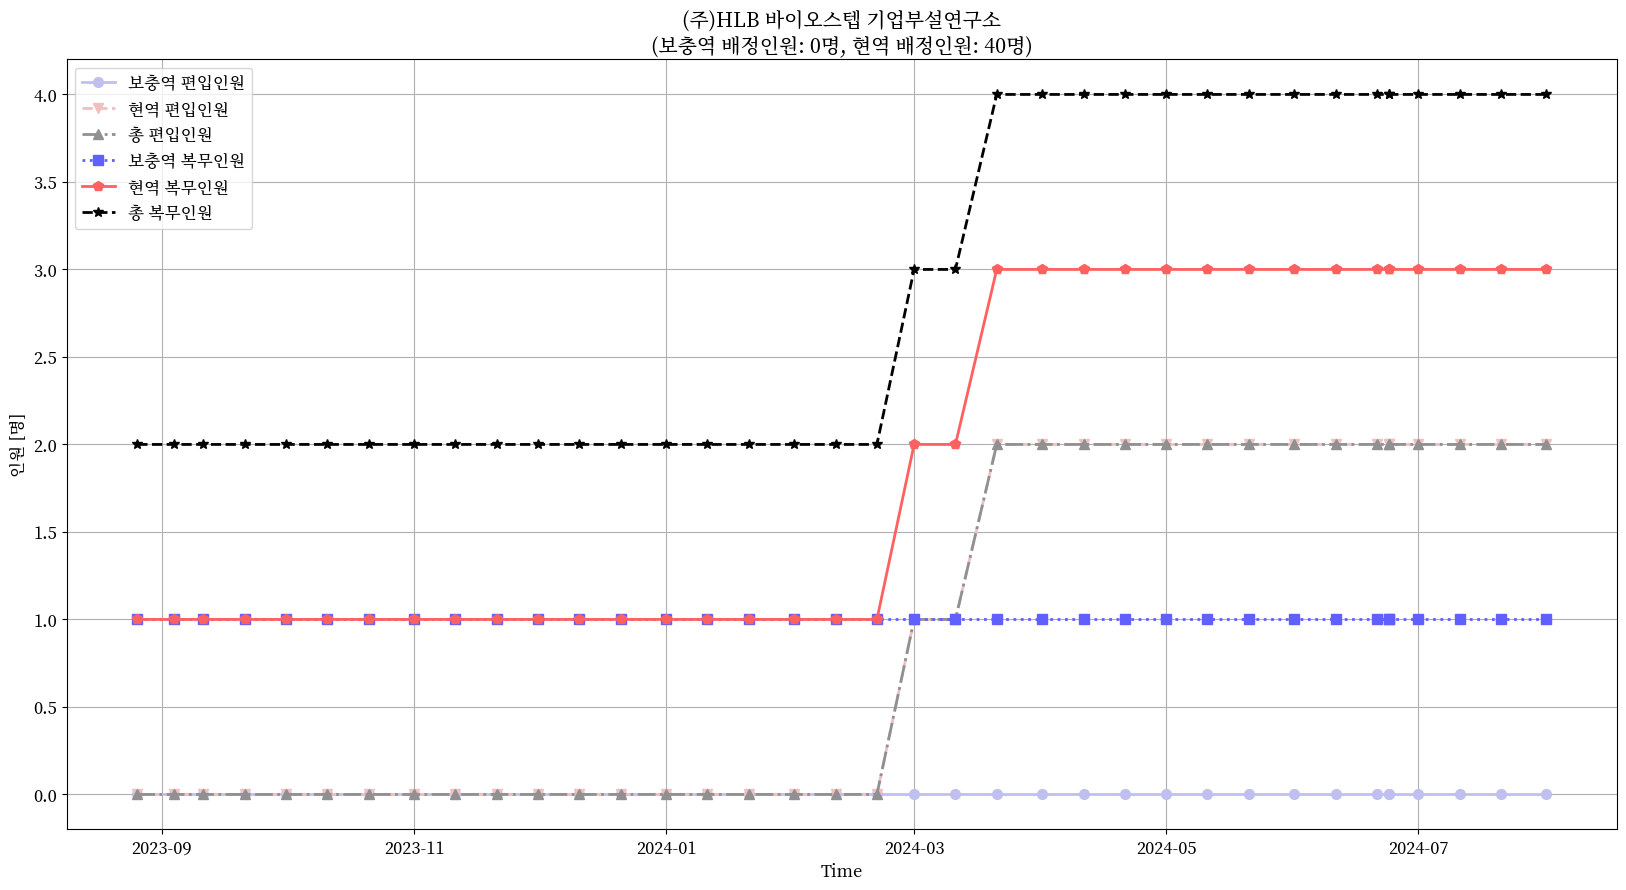 (주)HLB 바이오스텝 기업부설연구소
(보충역 배정인원: 0명, 현역 배정인원: 40명)
보충역 편입인원
현역 편입인원
총 편입인원
보충역 복무인원
현역 복무인원
총 복무인원
4.0
3.5
3.0
2.5
2.0
1.5
1.0
0.5
0.0
인원 [명]
2023-09
2023-11
2024-01
2024-03
2024-05
2024-07
Time